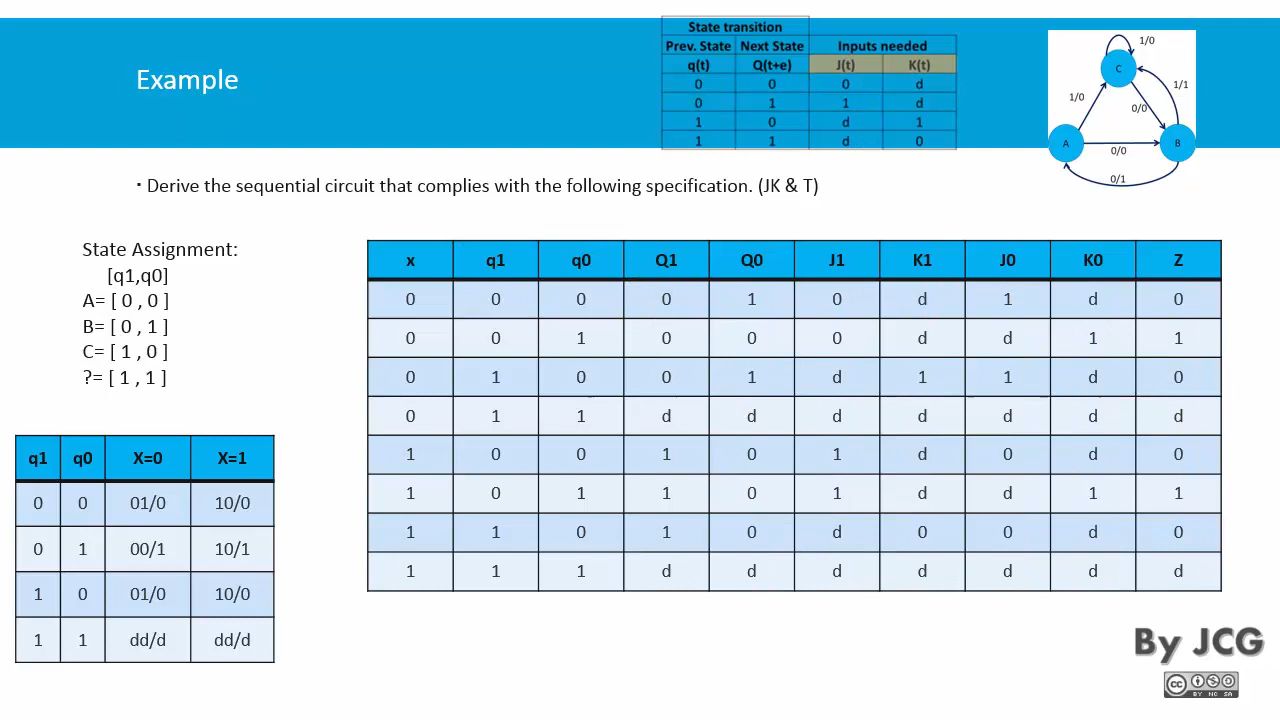 Example
State transition
Prev. State Next State Inputs needed
q(t) Q(t+e) J(t) K(t)
0 0 0 d
0 1 1 d
1 0 d 1
1 1 d 0
1/0
C
1/0
1/1
0/0
A
B
0/0
0/1
· Derive the sequential circuit that complies with the following specification. (JK & T)
State Assignment:
[q1,q0]
A= [ 0 , 0 ]
B= [ 0 , 1 ]
C= [ 1 , 0 ]
?= [ 1 , 1 ]
q1 q0 X=0 X=1
0 0 01/0 10/0
0 1 00/1 10/1
1 0 01/0 10/0
1 1 dd/d dd/d
x q1 q0 Q1 Q0 J1 K1 J0 K0 Z
0 0 0 0 1 0 d 1 d 0
0 0 1 0 0 0 d d 1 1
0 1 0 0 1 d 1 1 d 0
0 1 1 d d d d d d d
1 0 0 1 0 1 d 0 d 0
1 0 1 1 0 1 d d 1 1
1 1 0 1 0 d 0 0 d 0
1 1 1 d d d d d d d
By JCG
cc
BY NC SA